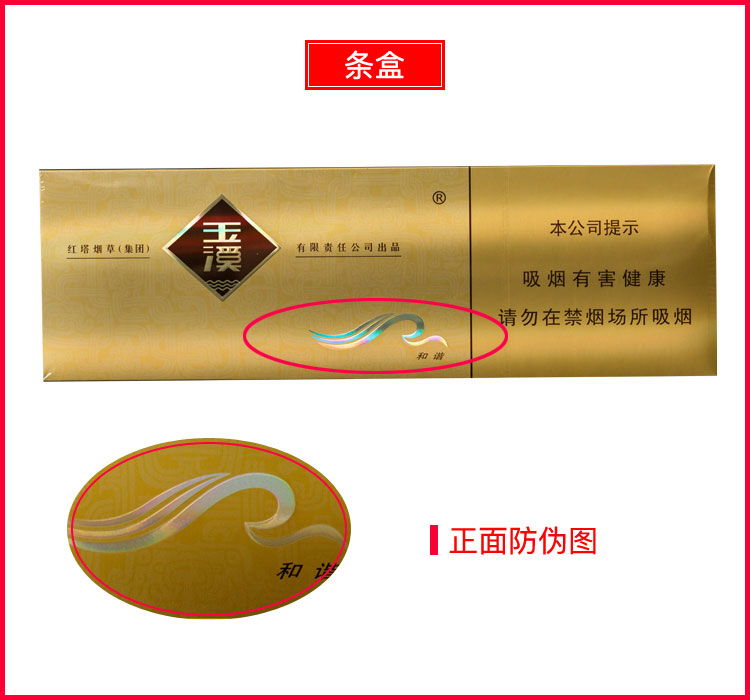 条盒
®
红塔烟草(集团)
玉溪
有限责任公司出品
本公司提示
吸烟有害健康
请勿在禁烟场所吸烟
和谐
和谐
正面防伪图